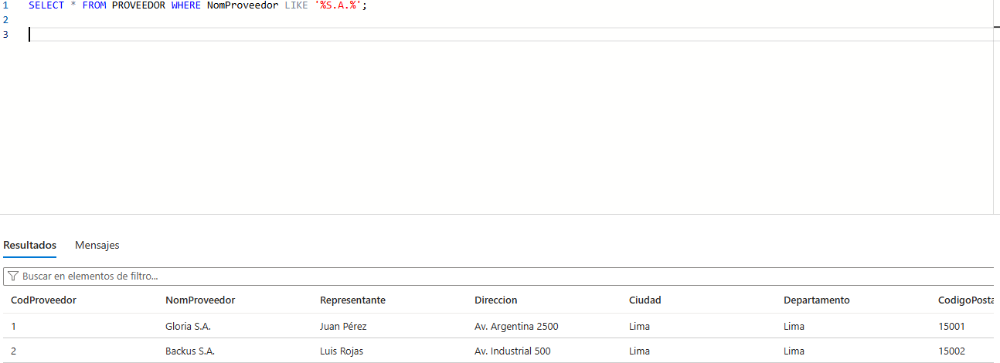 1 SELECT * FROM PROVEEDOR WHERE NomProveedor LIKE '%S.A.%';
2
3
Resultados Mensajes
Buscar en elementos de filtro...
CodProveedor NomProveedor Representante Direccion Ciudad Departamento CodigoPosta
1 Gloria S.A. Juan Pérez Av. Argentina 2500 Lima Lima 15001
2 Backus S.A. Luis Rojas Av. Industrial 500 Lima Lima 15002